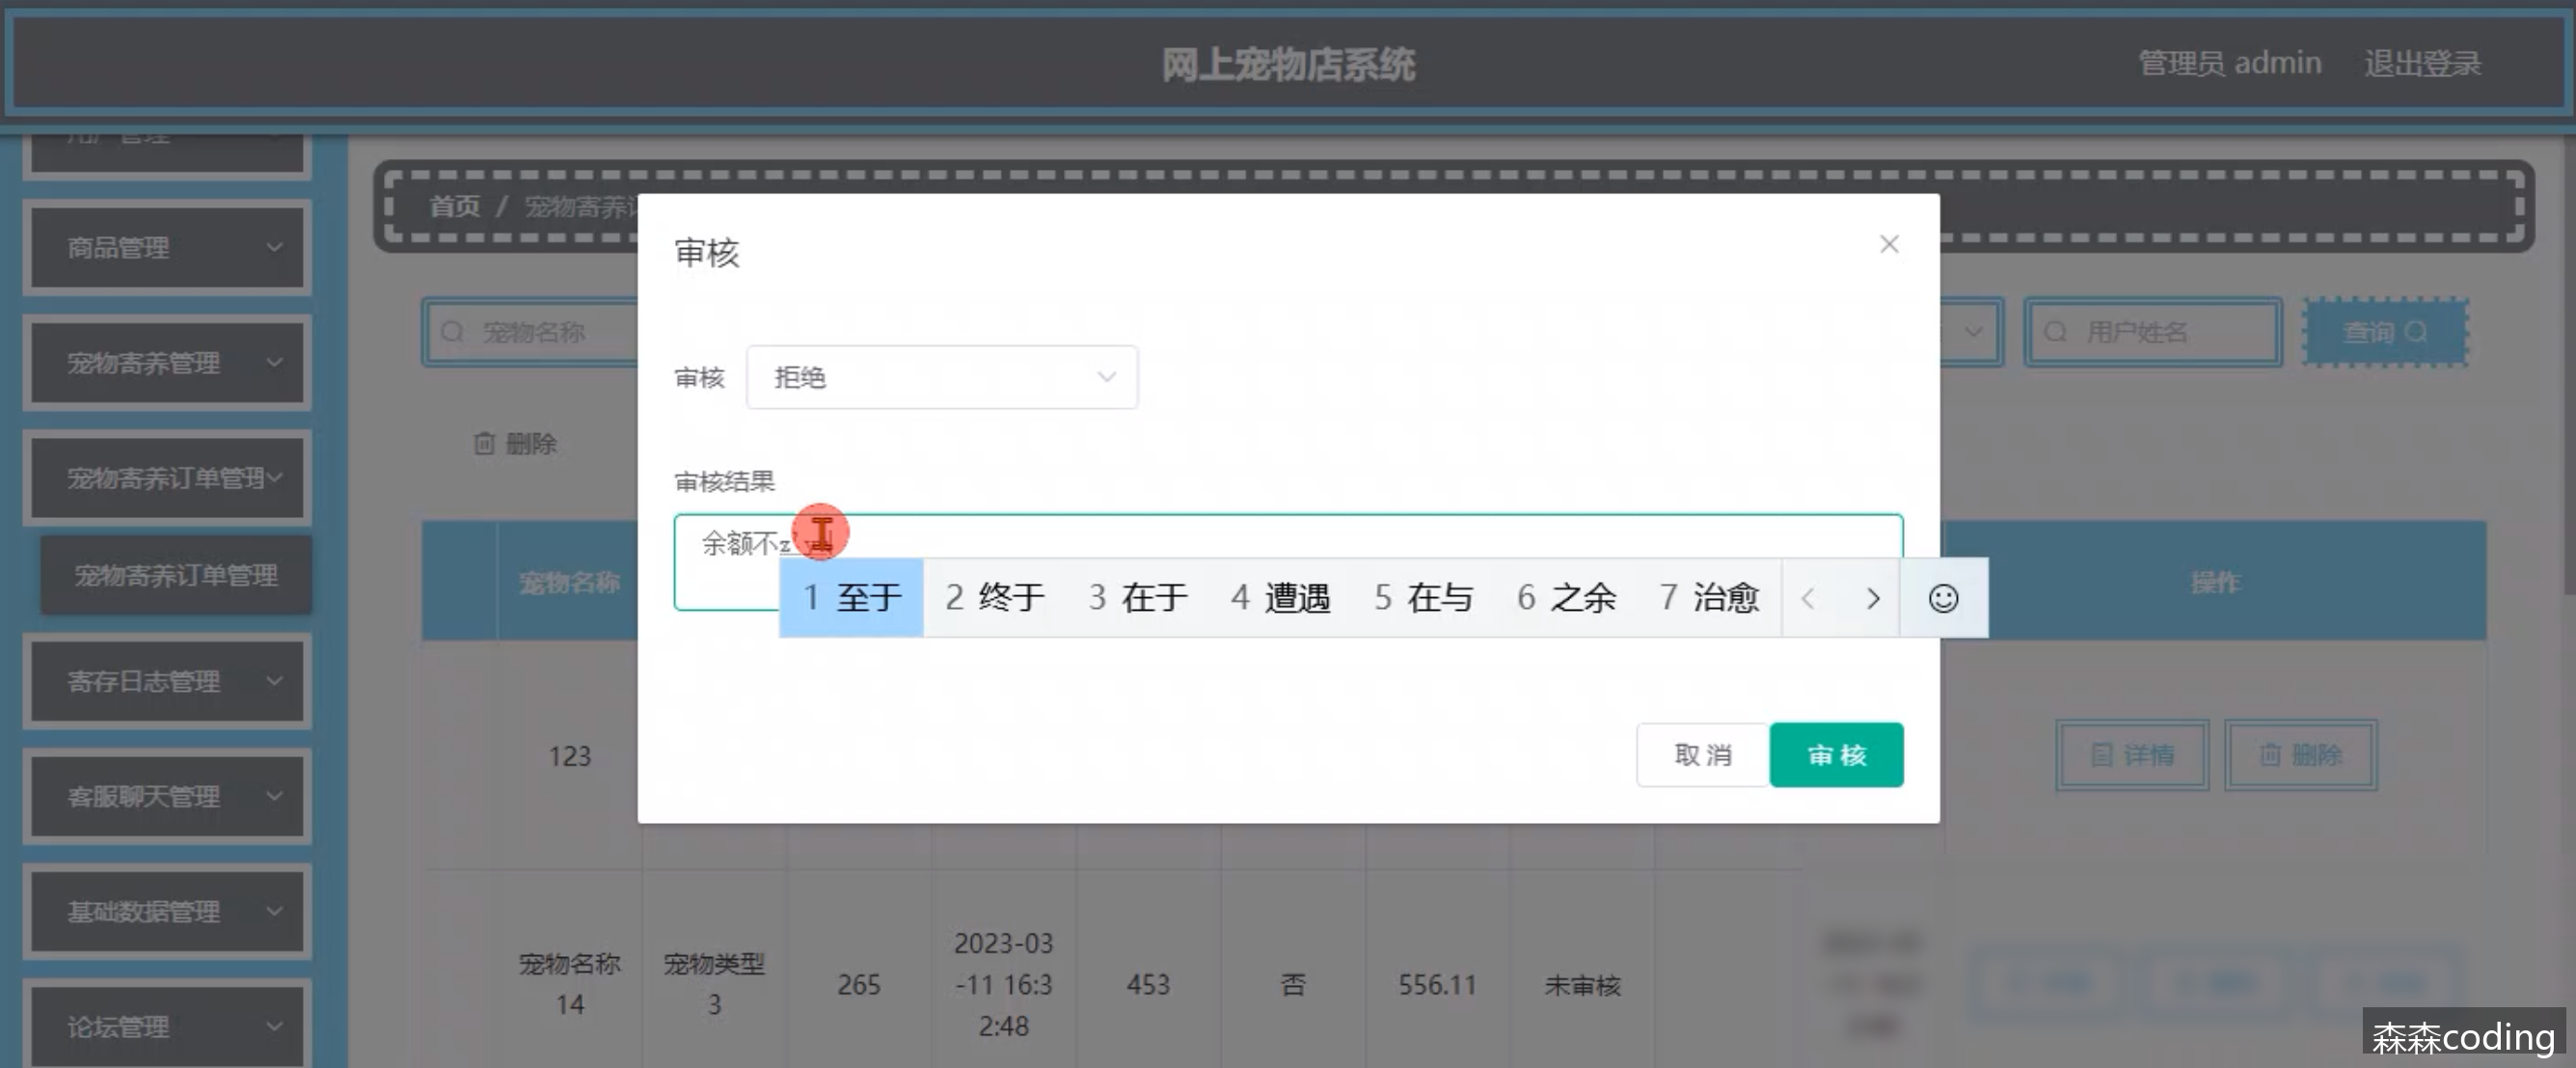 网上宠物店系统
管理员 admin
退出登录
用户管理
商品管理
宠物寄养管理
宠物寄养订单管理
宠物寄养订单管理
寄存日志管理
客服聊天管理
基础数据管理
论坛管理
首页 / 宠物寄养
宠物名称
用户姓名
查询
删除
审核
审核 拒绝
审核结果
余额不z
1 至于 2 终于 3 在于 4 遭遇 5 在与 6 之余 7 治愈
取消
审核
宠物名称
操作
123
详情
删除
宠物名称
14
宠物类型
3
265
2023-03
-11 16:3
2:48
453
否
556.11
未审核
森森coding